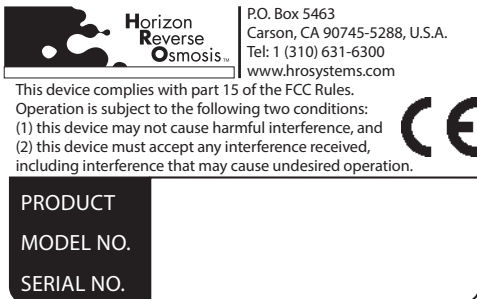 Horizon
Reverse
Osmosis™
P.O. Box 5463
Carson, CA 90745-5288, U.S.A.
Tel: 1 (310) 631-6300
www.hrosystems.com
This device complies with part 15 of the FCC Rules.
Operation is subject to the following two conditions:
(1) this device may not cause harmful interference, and
(2) this device must accept any interference received,
including interference that may cause undesired operation.
CE
PRODUCT
MODEL NO.
SERIAL NO.